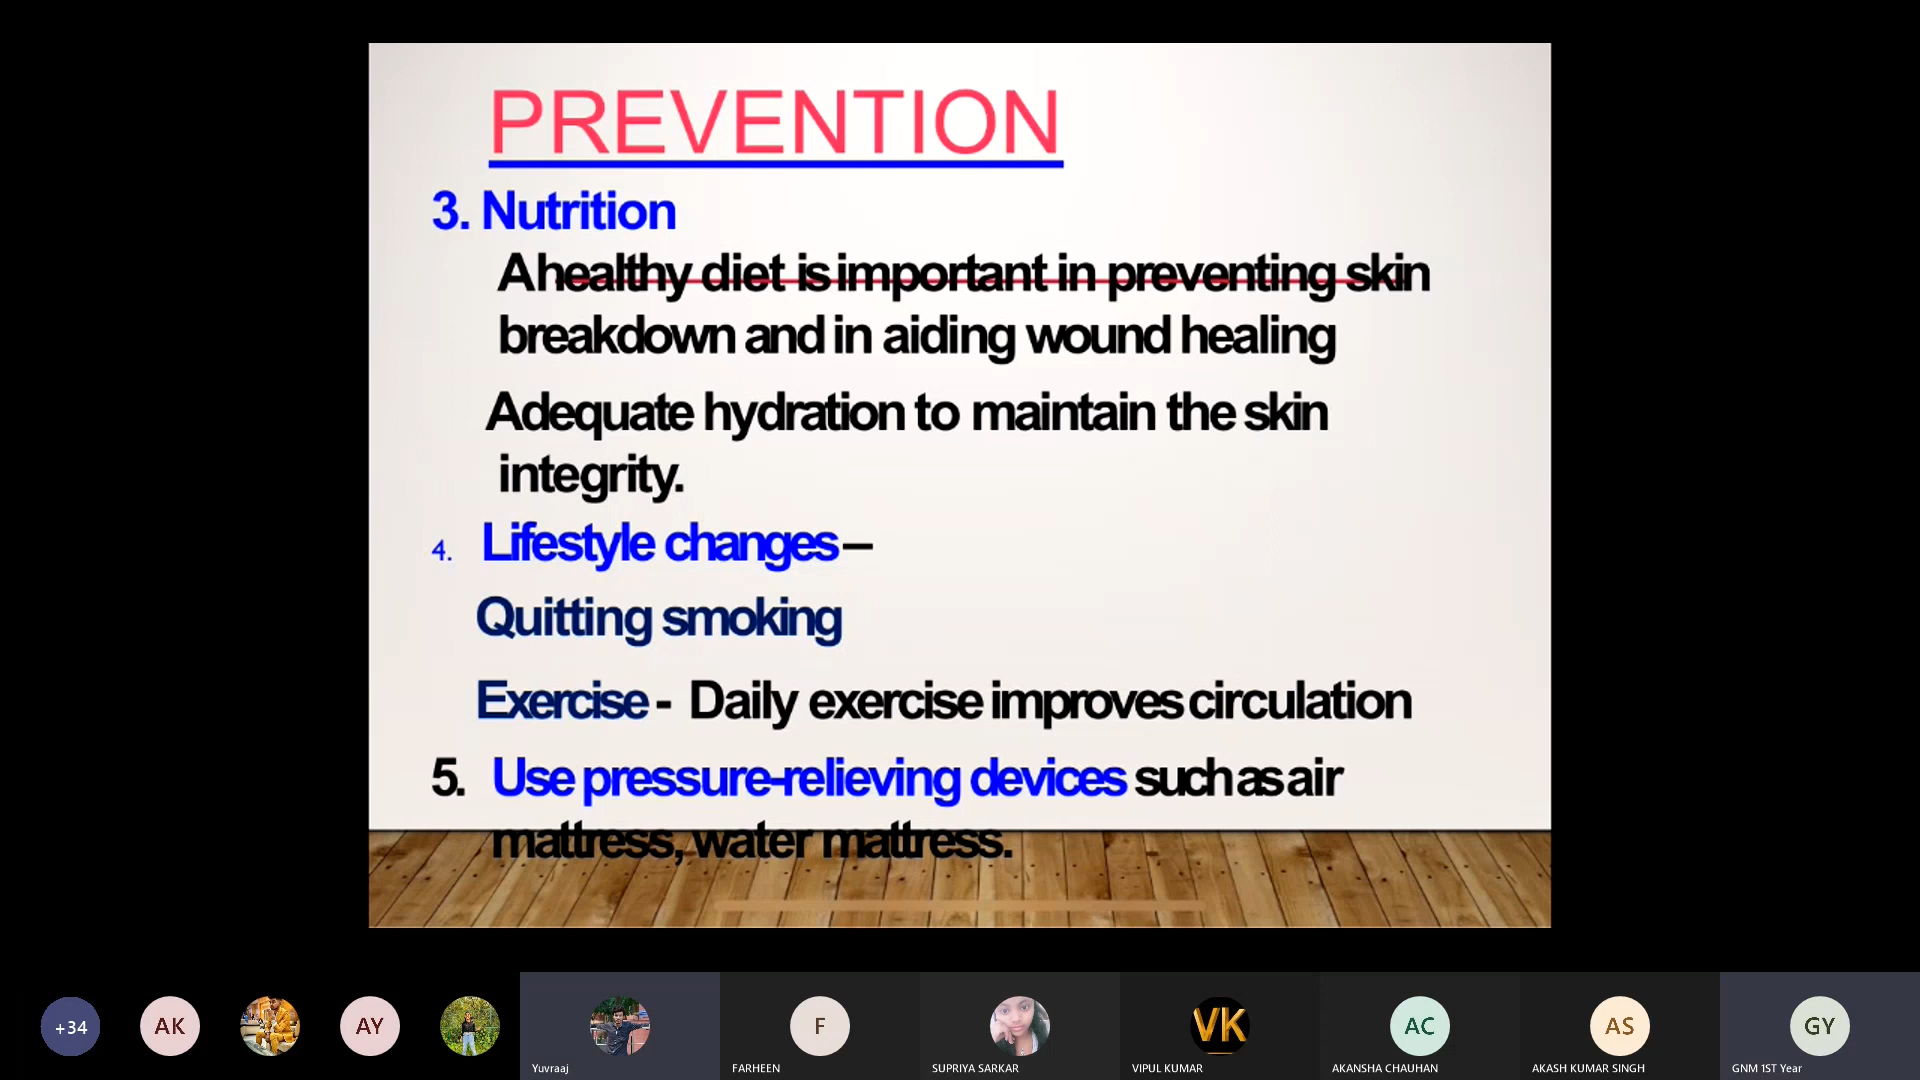 PREVENTION
3. Nutrition
A healthy diet is important in preventing skin
breakdown and in aiding wound healing
Adequate hydration to maintain the skin
integrity.
4. Lifestyle changes –
Quitting smoking
Exercise - Daily exercise improves circulation
5. Use pressure-relieving devices such as air
mattress, water mattress.
+34 AK AY F VK AC AS GY
Yuvraaj FARHEEN SUPRIYA SARKAR VIPUL KUMAR AKANSHA CHAUHAN AKASH KUMAR SINGH GNM 1ST Year